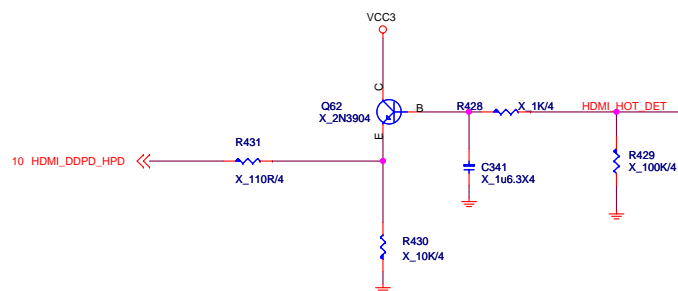 VCC3
C
Q62
X_2N3904
B
R428
X_1K/4
HDMI_HOT_DET
E
R431
10 HDMI_DDPD_HPD
X_110R/4
C341
X_1u6.3X4
R429
X_100K/4
R430
X_10K/4